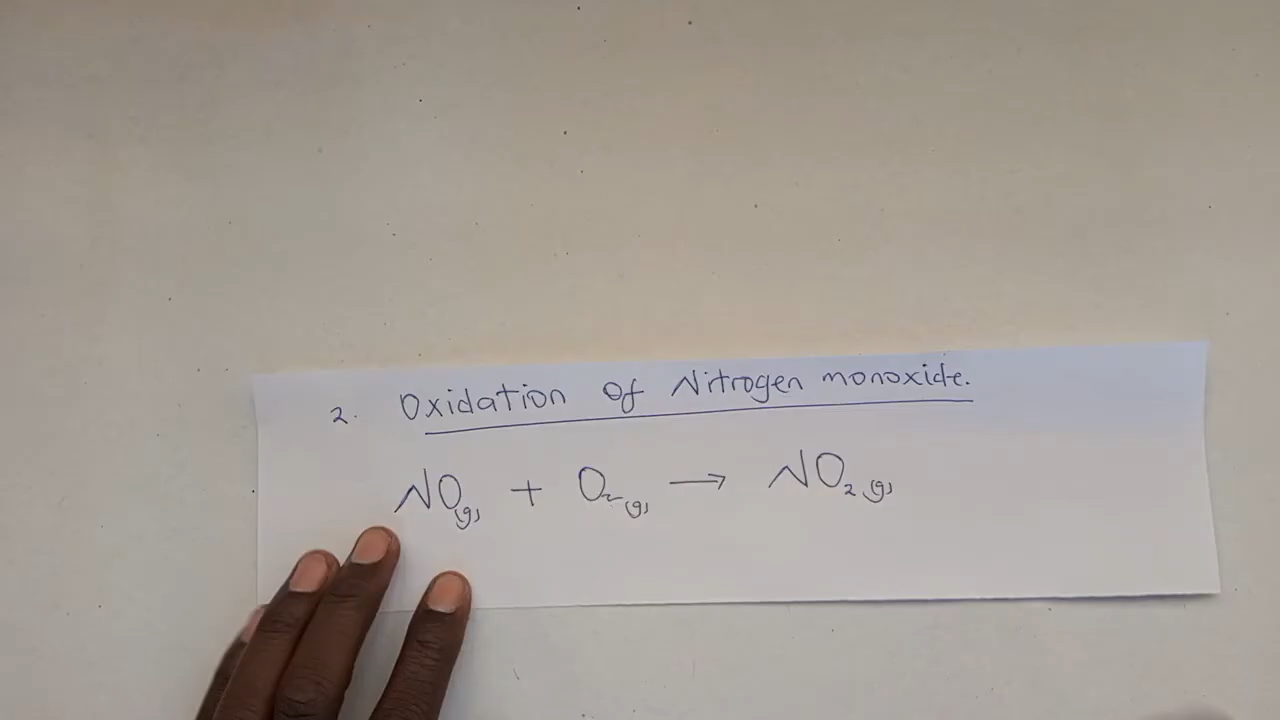 2. Oxidation Of Nitrogen monoxide.
NO(g) + O₂(g) → NO₂(g)